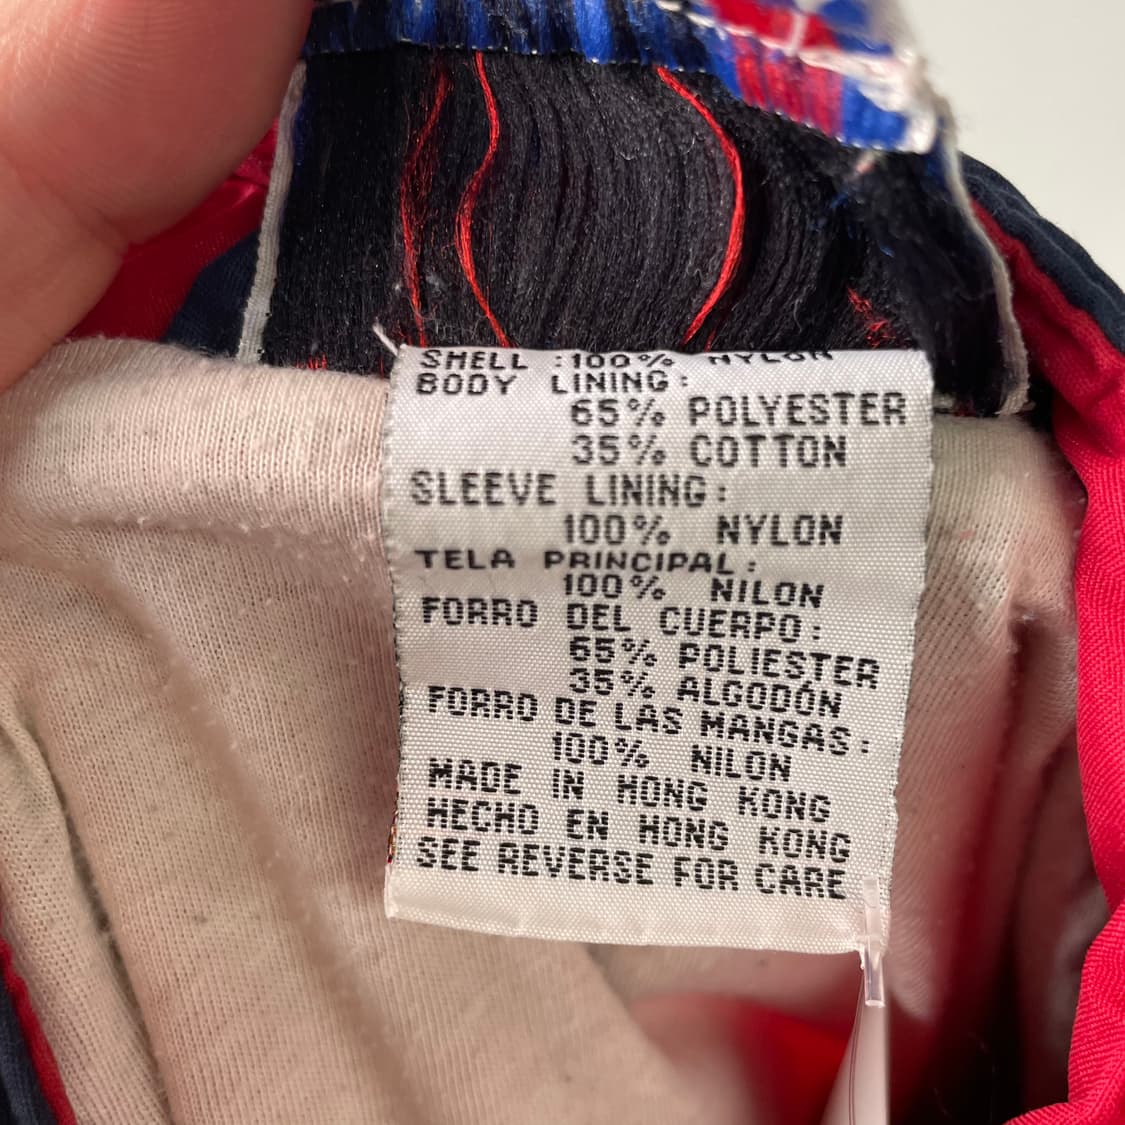 SHELL :100% NYLON
BODY LINING:
65% POLYESTER
35% COTTON
SLEEVE LINING:
100% NYLON
TELA PRINCIPAL:
100% NILON
FORRO DEL CUERPO:
65% POLIESTER
35% ALGODÓN
FORRO DE LAS MANGAS:
100% NILON
MADE IN HONG KONG
HECHO EN HONG KONG
SEE REVERSE FOR CARE